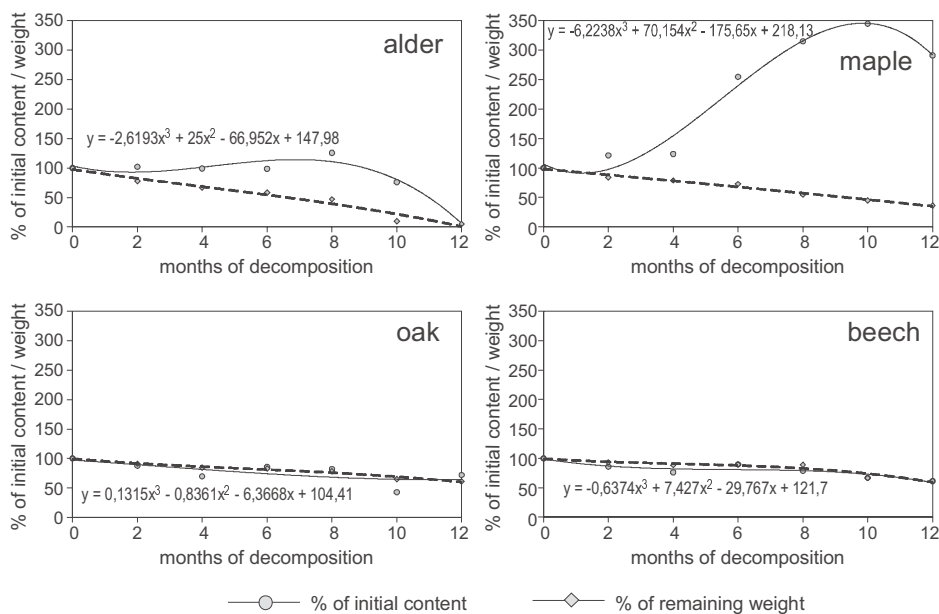 alder
y = -2,6193x³ + 25x² - 66,952x + 147,98
% of initial content / weight
350
300
250
200
150
100
50
0
0 2 4 6 8 10 12
months of decomposition
maple
y = -6,2238x³ + 70,154x² - 175,65x + 218,13
% of initial content / weight
350
300
250
200
150
100
50
0
0 2 4 6 8 10 12
months of decomposition
oak
y = 0,1315x³ - 0,8361x² - 6,3668x + 104,41
% of initial content / weight
350
300
250
200
150
100
50
0
0 2 4 6 8 10 12
months of decomposition
beech
y = -0,6374x³ + 7,427x² - 29,767x + 121,7
% of initial content / weight
350
300
250
200
150
100
50
0
0 2 4 6 8 10 12
months of decomposition
% of initial content
% of remaining weight